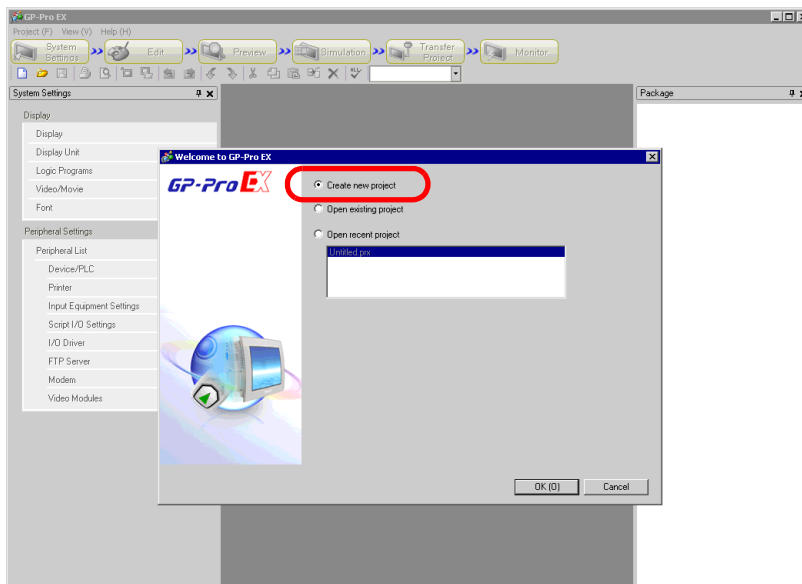 GP-Pro EX
Project (F) View (V) Help (H)
System Settings
Edit
Preview
Simulation
Transfer Project
Monitor
System Settings
Package
Display
Display
Display Unit
Logic Programs
Video/Movie
Font
Peripheral Settings
Peripheral List
Device/PLC
Printer
Input Equipment Settings
Script I/O Settings
I/O Driver
FTP Server
Modem
Video Modules
Welcome to GP-Pro EX
GP-Pro EX
Create new project
Open existing project
Open recent project
Untitled.prx
OK (O)
Cancel